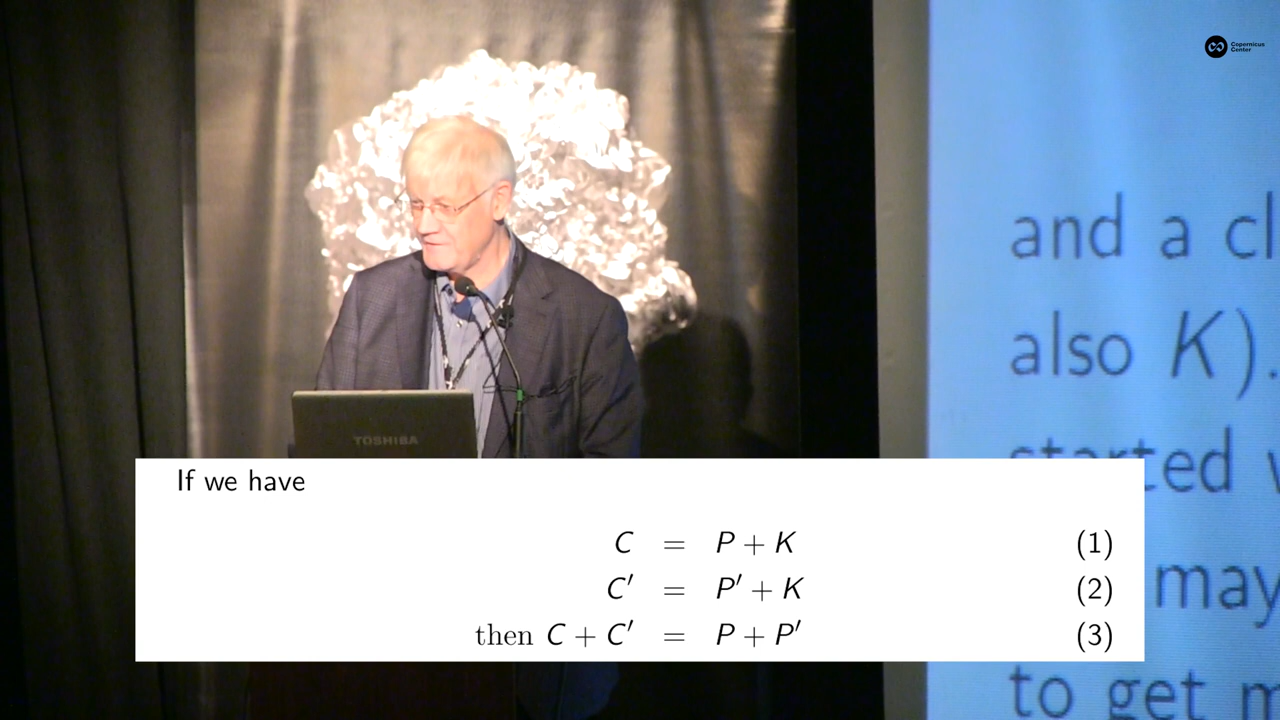 Copernicus
Center
and a cl
also K).
started w
may
to get m
TOSHIBA
If we have
C = P + K (1)
C′ = P′ + K (2)
then C + C′ = P + P′ (3)